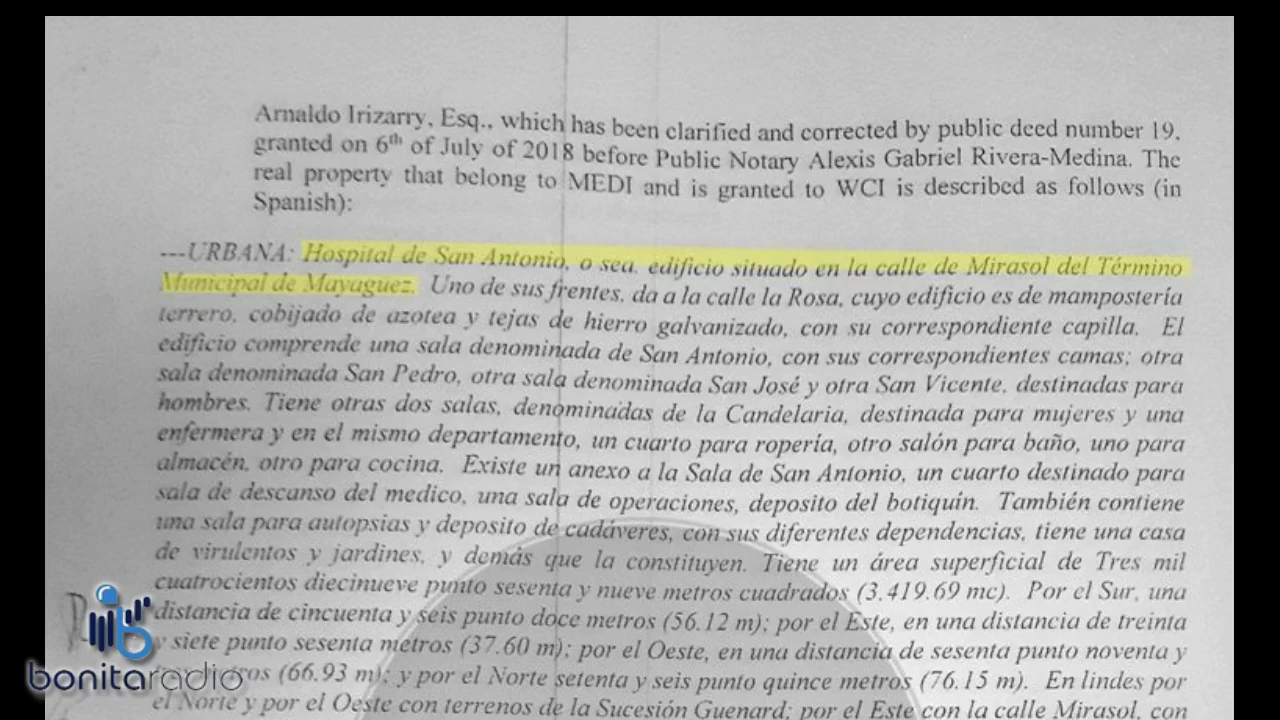 Arnaldo Irizarry, Esq., which has been clarified and corrected by public deed number 19,
granted on 6th of July of 2018 before Public Notary Alexis Gabriel Rivera-Medina. The
real property that belong to MEDI and is granted to WCI is described as follows (in
Spanish):
---URBANA: Hospital de San Antonio, o sea, edificio situado en la calle de Mirasol del Término
Municipal de Mayaguez. Uno de sus frentes, da a la calle la Rosa, cuyo edificio es de mampostería
terrero, cobijado de azotea y tejas de hierro galvanizado, con su correspondiente capilla. El
edificio comprende una sala denominada de San Antonio, con sus correspondientes camas; otra
sala denominada San Pedro, otra sala denominada San José y otra San Vicente, destinadas para
hombres. Tiene otras dos salas, denominadas de la Candelaria, destinada para mujeres y una
enfermera y en el mismo departamento, un cuarto para ropería, otro salón para baño, uno para
almacén, otro para cocina. Existe un anexo a la Sala de San Antonio, un cuarto destinado para
sala de descanso del medico, una sala de operaciones, deposito del botiquín. También contiene
una sala para autopsias y deposito de cadáveres, con sus diferentes dependencias, tiene una casa
de virulentos y jardines, y demás que la constituyen. Tiene un área superficial de Tres mil
cuatrocientos diecinueve punto sesenta y nueve metros cuadrados (3,419.69 mc). Por el Sur, una
distancia de cincuenta y seis punto doce metros (56.12 m); por el Este, en una distancia de treinta
y siete punto sesenta metros (37.60 m); por el Oeste, en una distancia de sesenta punto noventa y
metros (66.93 m); y por el Norte setenta y seis punto quince metros (76.15 m). En lindes por
el Norte y por el Oeste con terrenos de la Sucesión Guenard; por el Este con la calle Mirasol, con
bonitaradio